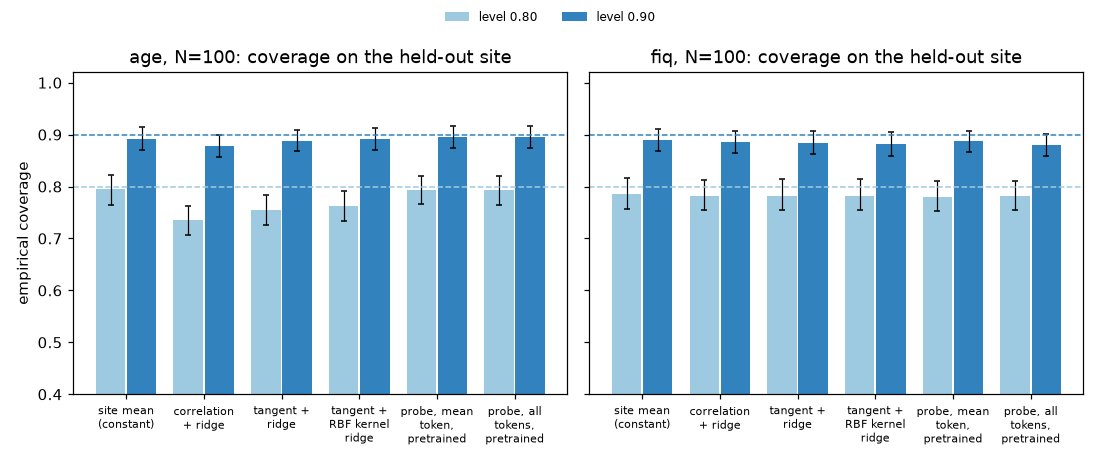 level 0.80 level 0.90
age, N=100: coverage on the held-out site
fiq, N=100: coverage on the held-out site
empirical coverage
1.0
0.9
0.8
0.7
0.6
0.5
0.4
site mean
(constant)
correlation
+ ridge
tangent +
ridge
tangent +
RBF kernel
ridge
probe, mean
token,
pretrained
probe, all
tokens,
pretrained
site mean
(constant)
correlation
+ ridge
tangent +
ridge
tangent +
RBF kernel
ridge
probe, mean
token,
pretrained
probe, all
tokens,
pretrained